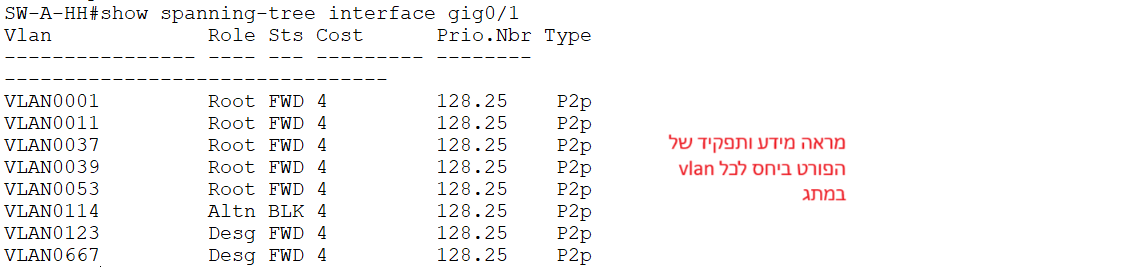 SW-A-HH#show spanning-tree interface gig0/1
Vlan Role Sts Cost Prio.Nbr Type
---------------- ---- --- --------- --------
--------------------------------
VLAN0001 Root FWD 4 128.25 P2p
VLAN0011 Root FWD 4 128.25 P2p
VLAN0037 Root FWD 4 128.25 P2p
VLAN0039 Root FWD 4 128.25 P2p
VLAN0053 Root FWD 4 128.25 P2p
VLAN0114 Altn BLK 4 128.25 P2p
VLAN0123 Desg FWD 4 128.25 P2p
VLAN0667 Desg FWD 4 128.25 P2p
מראה מידע ותפקיד של
הפורט ביחס לכל vlan
במתג